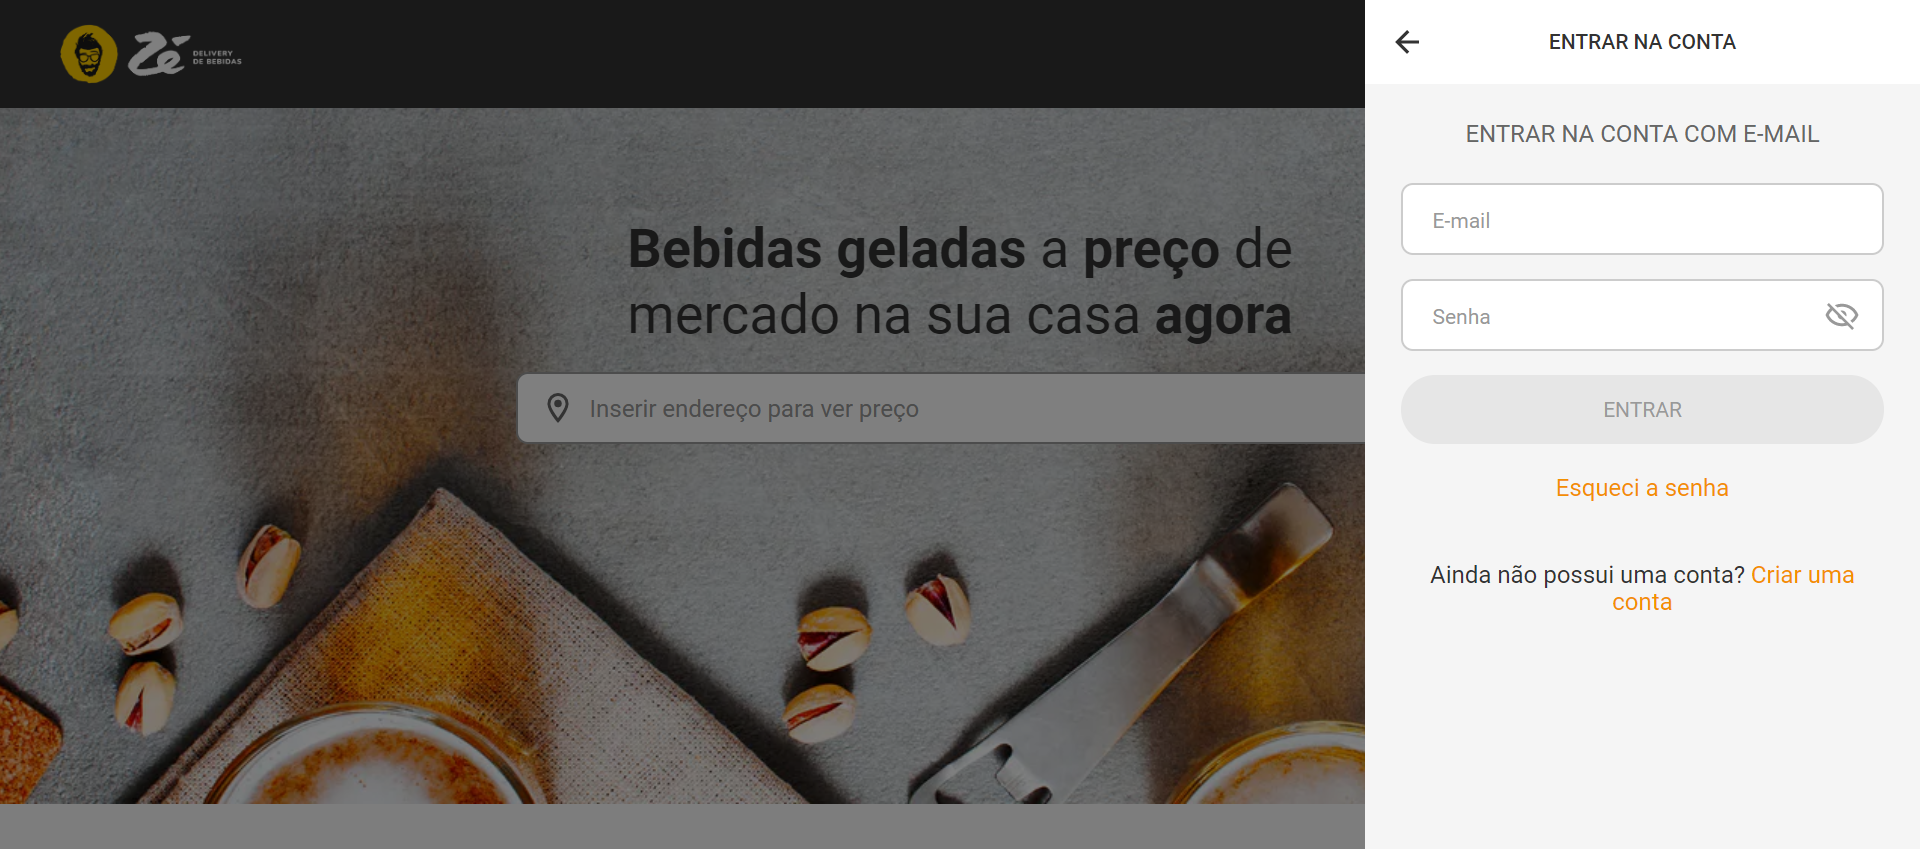 Zé
DELIVERY
DE BEBIDAS
Bebidas geladas a preço de
mercado na sua casa agora
Inserir endereço para ver preço
ENTRAR NA CONTA
ENTRAR NA CONTA COM E-MAIL
E-mail
Senha
ENTRAR
Esqueci a senha
Ainda não possui uma conta? Criar uma
conta